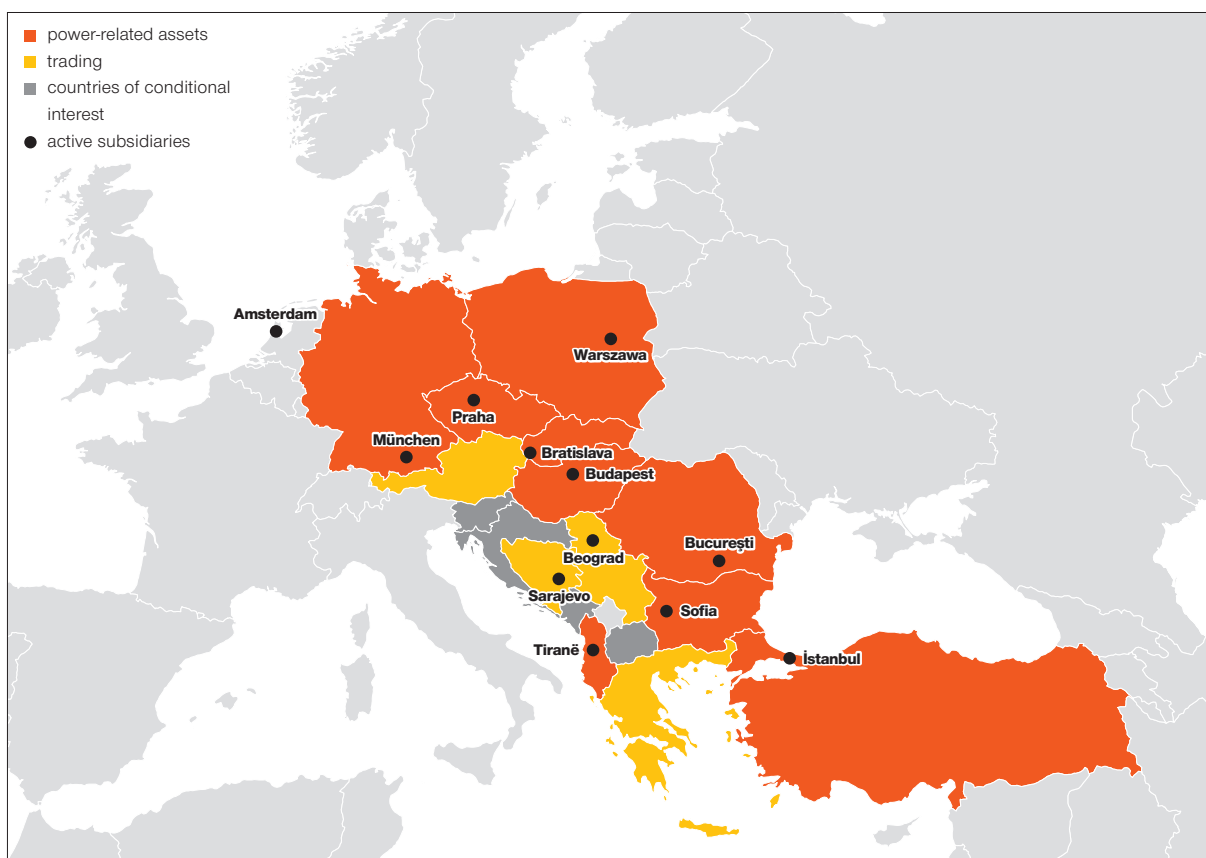 power-related assets
trading
countries of conditional
interest
active subsidiaries
Amsterdam
Warszawa
Praha
München
Bratislava
Budapest
Beograd
București
Sarajevo
Sofia
Tiranë
İstanbul